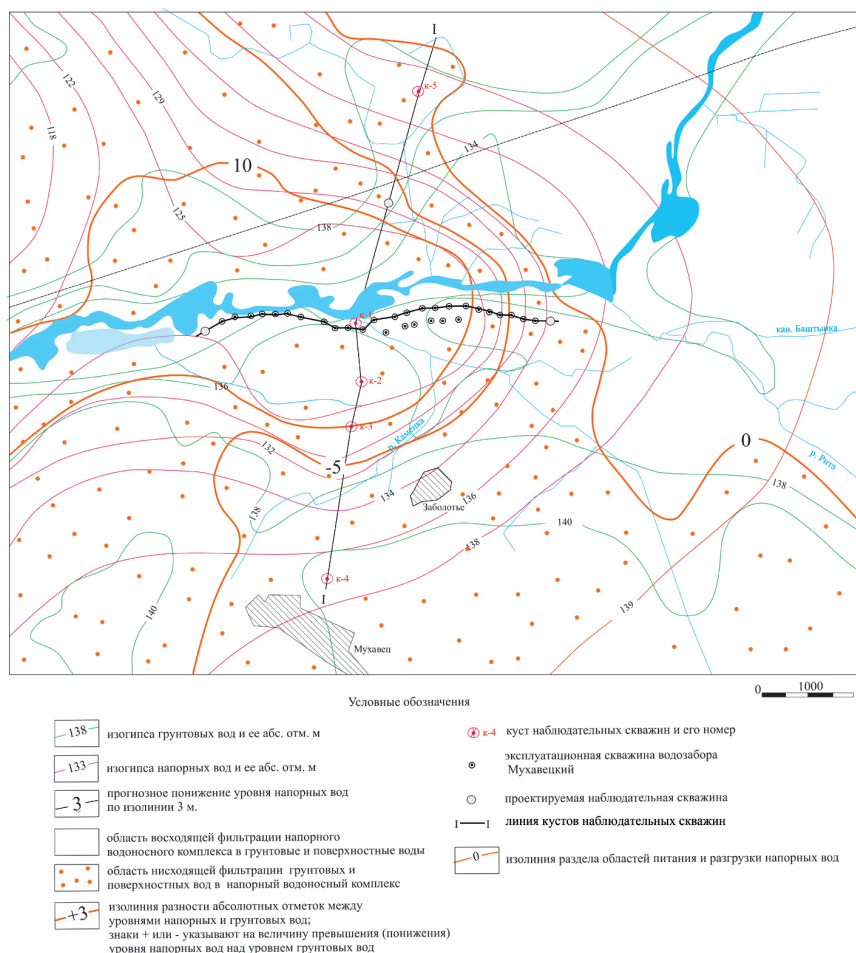 I
к-5
122
129
118
134
10
125
138
к-1
кан. Баштынка
к-2
136
к-3
р. Каменка
0
-5
132
р. Рита
134
136
138
Заболотье
138
140
138
к-4
139
I
140
Мухавец
0 1000
Условные обозначения
138 изогипса грунтовых вод и ее абс. отм. м
133 изогипса напорных вод и ее абс. отм. м
3 прогнозное понижение уровня напорных вод
по изолинии 3 м.
область восходящей фильтрации напорного
водоносного комплекса в грунтовые и поверхностные воды
область нисходящей фильтрации грунтовых и
поверхностных вод в напорный водоносный комплекс
+3 изолиния разности абсолютных отметок между
уровнями напорных и грунтовых вод;
знаки + или - указывают на величину превышения (понижения)
уровня напорных вод над уровнем грунтовых вод
к-4 куст наблюдательных скважин и его номер
эксплуатационная скважина водозабора
Мухавецкий
проектируемая наблюдательная скважина
I I линия кустов наблюдательных скважин
0 изолиния раздела областей питания и разгрузки напорных вод